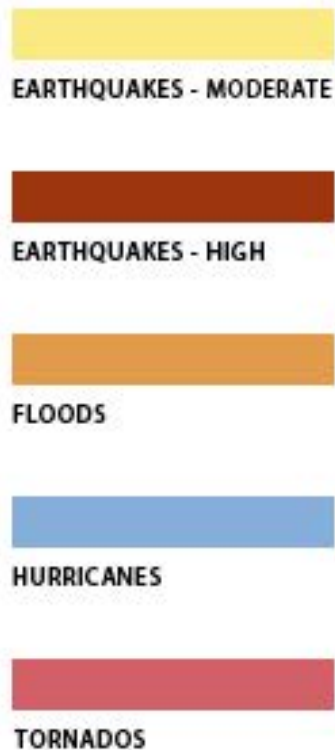 EARTHQUAKES - MODERATE
EARTHQUAKES - HIGH
FLOODS
HURRICANES
TORNADOS